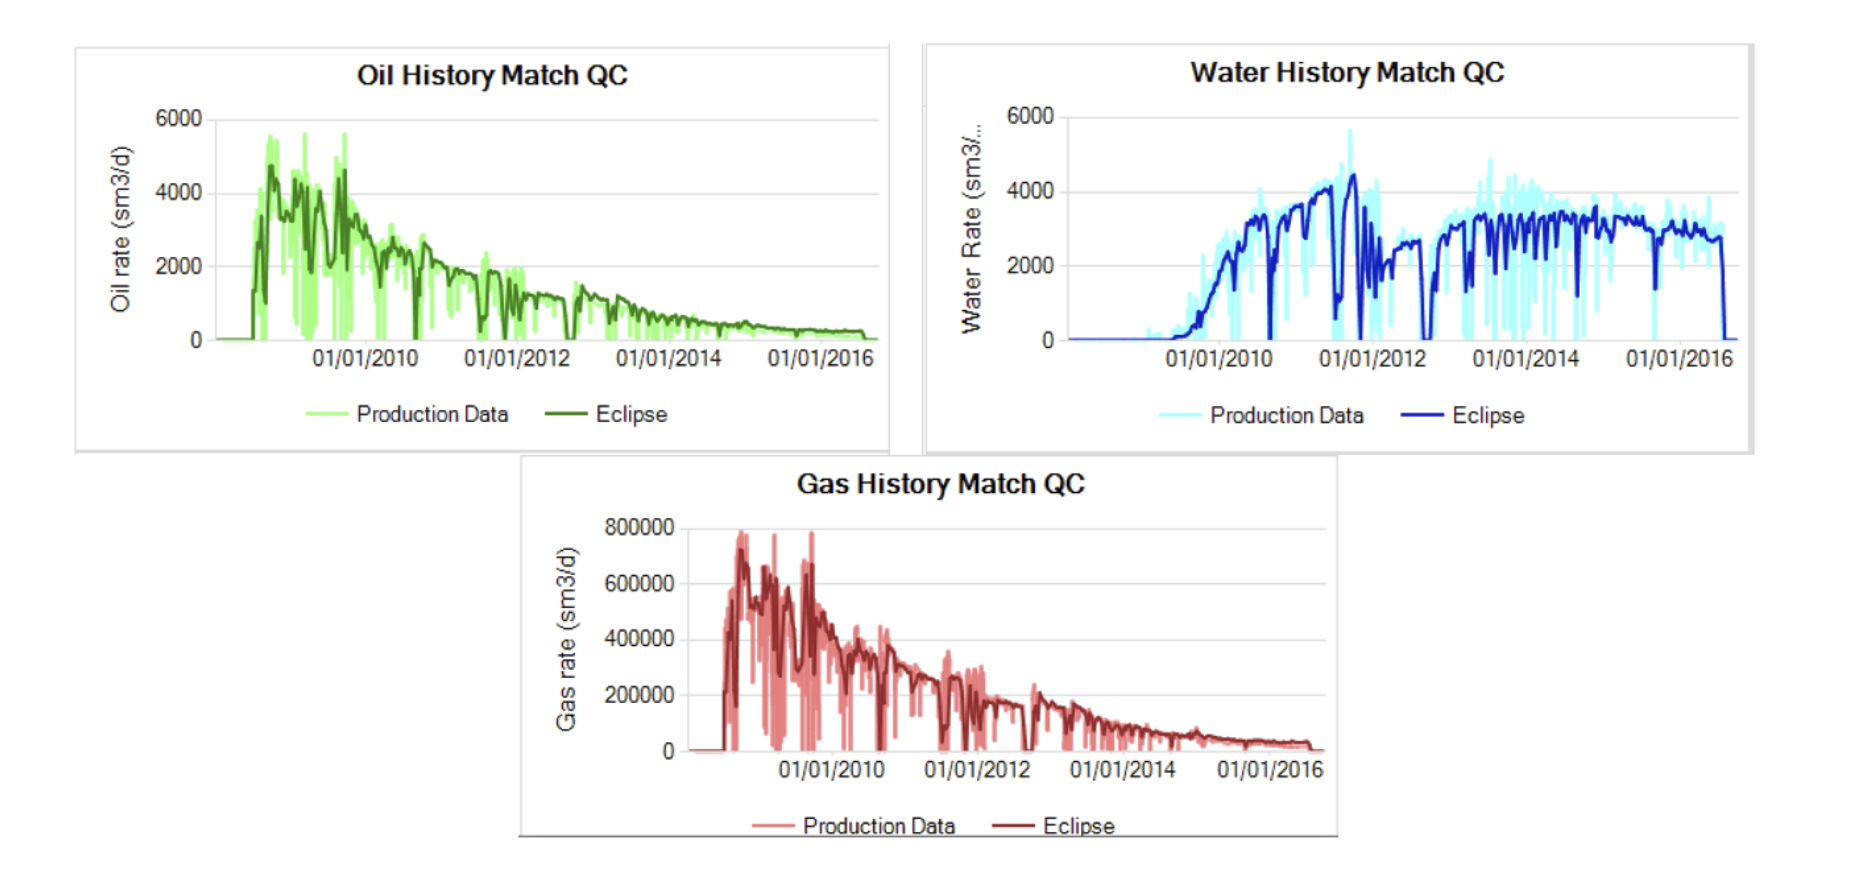 Oil History Match QC
Oil rate (sm3/d)
6000
4000
2000
0
01/01/2010 01/01/2012 01/01/2014 01/01/2016
Production Data Eclipse
Water History Match QC
Water Rate (sm3/...
6000
4000
2000
0
01/01/2010 01/01/2012 01/01/2014 01/01/2016
Production Data Eclipse
Gas History Match QC
Gas rate (sm3/d)
800000
600000
400000
200000
0
01/01/2010 01/01/2012 01/01/2014 01/01/2016
Production Data Eclipse